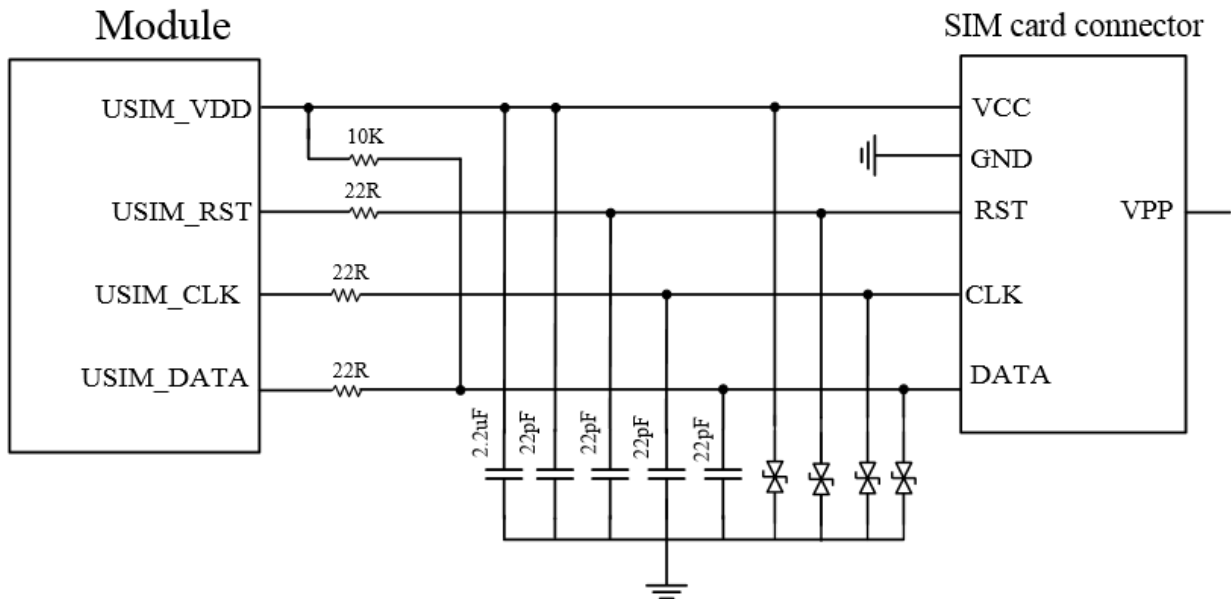 Module
SIM card connector
USIM_VDD
VCC
10K
GND
22R
USIM_RST
RST
VPP
22R
USIM_CLK
CLK
22R
USIM_DATA
DATA
2.2uF
22pF
22pF
22pF
22pF